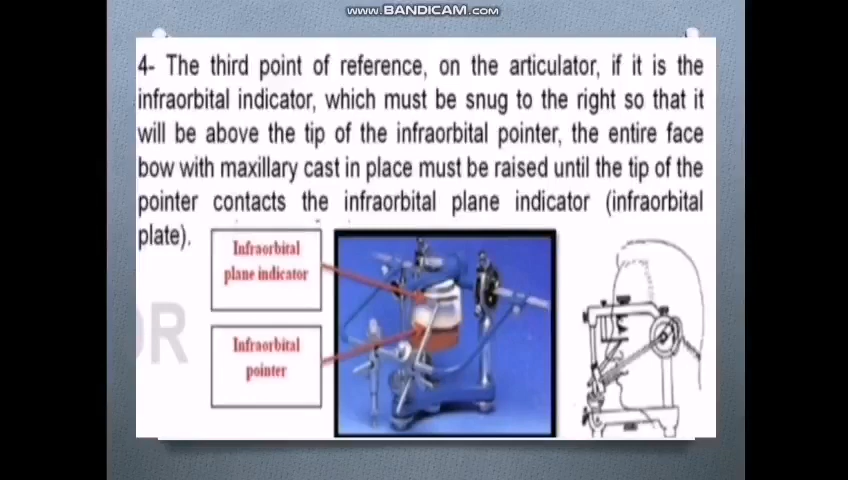 www.BANDICAM.com
4- The third point of reference, on the articulator, if it is the
infraorbital indicator, which must be snug to the right so that it
will be above the tip of the infraorbital pointer, the entire face
bow with maxillary cast in place must be raised until the tip of the
pointer contacts the infraorbital plane indicator (infraorbital
plate).
Infraorbital
plane indicator
OR
Infraorbital
pointer